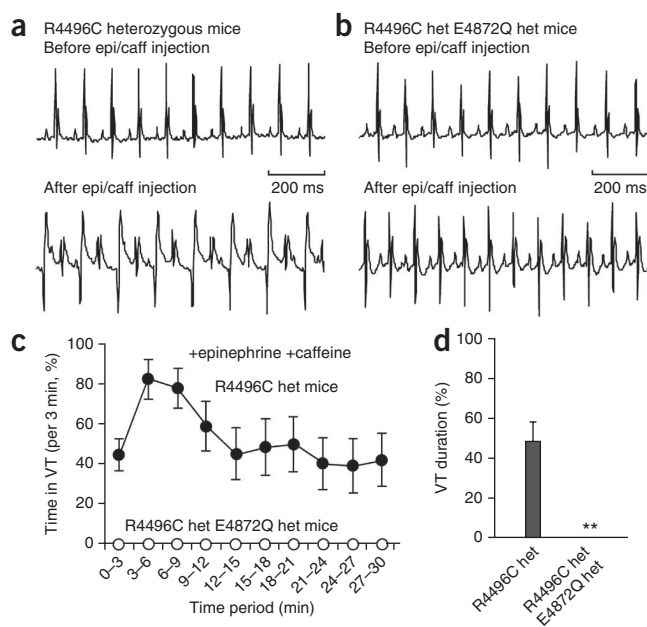 a
R4496C heterozygous mice
Before epi/caff injection
After epi/caff injection
200 ms
b
R4496C het E4872Q het mice
Before epi/caff injection
After epi/caff injection
200 ms
c
Time in VT (per 3 min, %)
100
80
60
40
20
0
+epinephrine +caffeine
R4496C het mice
R4496C het E4872Q het mice
0–3
3–6
6–9
9–12
12–15
15–18
18–21
21–24
24–27
27–30
Time period (min)
d
VT duration (%)
100
80
60
40
20
0
**
R4496C het
R4496C het
E4872Q het